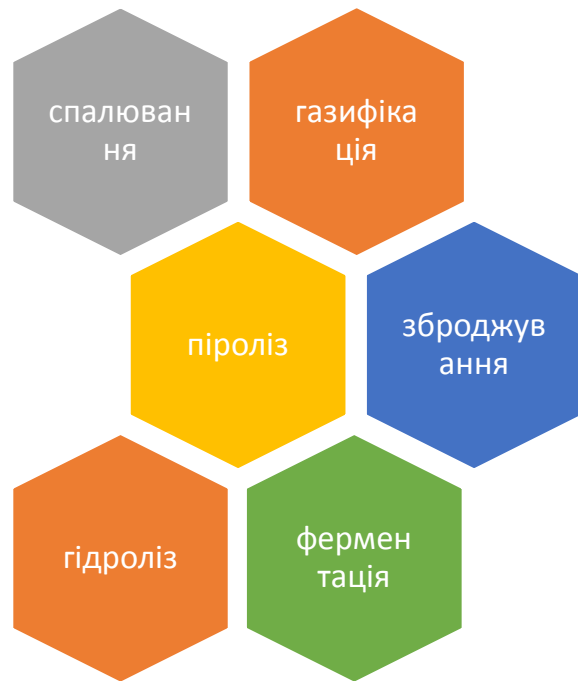 спалюван
ня
газифіка
ція
піроліз
зброджув
ання
гідроліз
фермен
тація